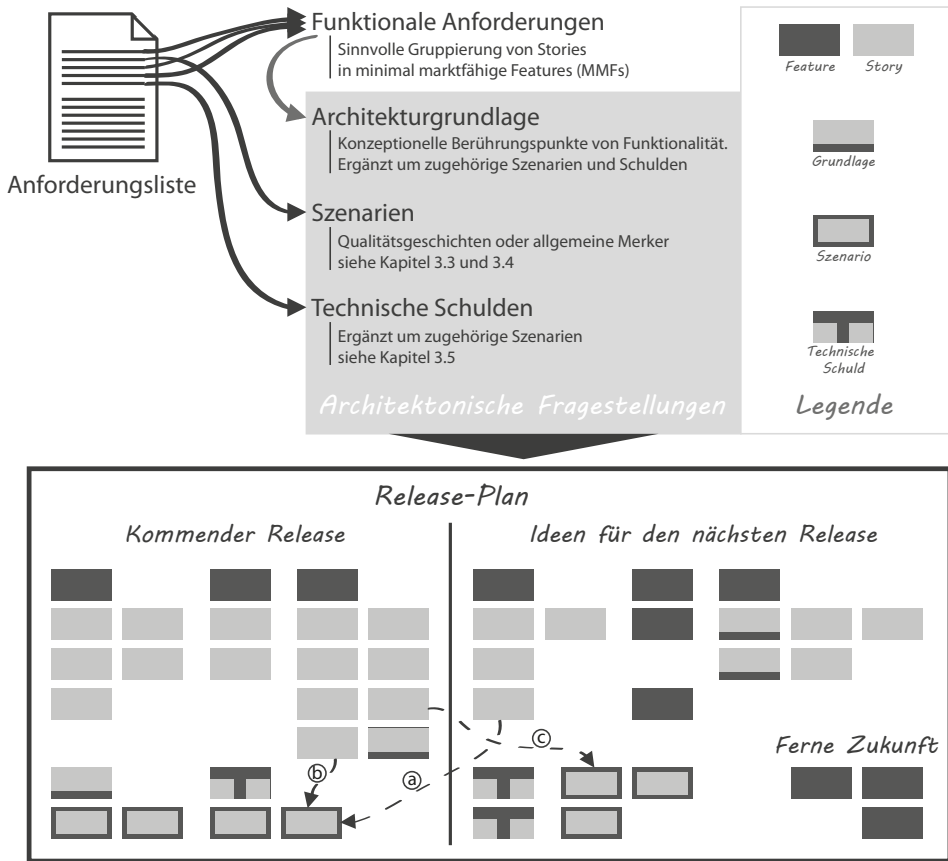 Funktionale Anforderungen
Sinnvolle Gruppierung von Stories
in minimal marktfähige Features (MMFs)
Anforderungsliste
Architekturgrundlage
Konzeptionelle Berührungspunkte von Funktionalität.
Ergänzt um zugehörige Szenarien und Schulden
Szenarien
Qualitätsgeschichten oder allgemeine Merker
siehe Kapitel 3.3 und 3.4
Technische Schulden
Ergänzt um zugehörige Szenarien
siehe Kapitel 3.5
Architektonische Fragestellungen
Feature
Story
Grundlage
Szenario
Technische
Schuld
Legende
Release-Plan
Kommender Release
Ideen für den nächsten Release
c
Ferne Zukunft
b
a